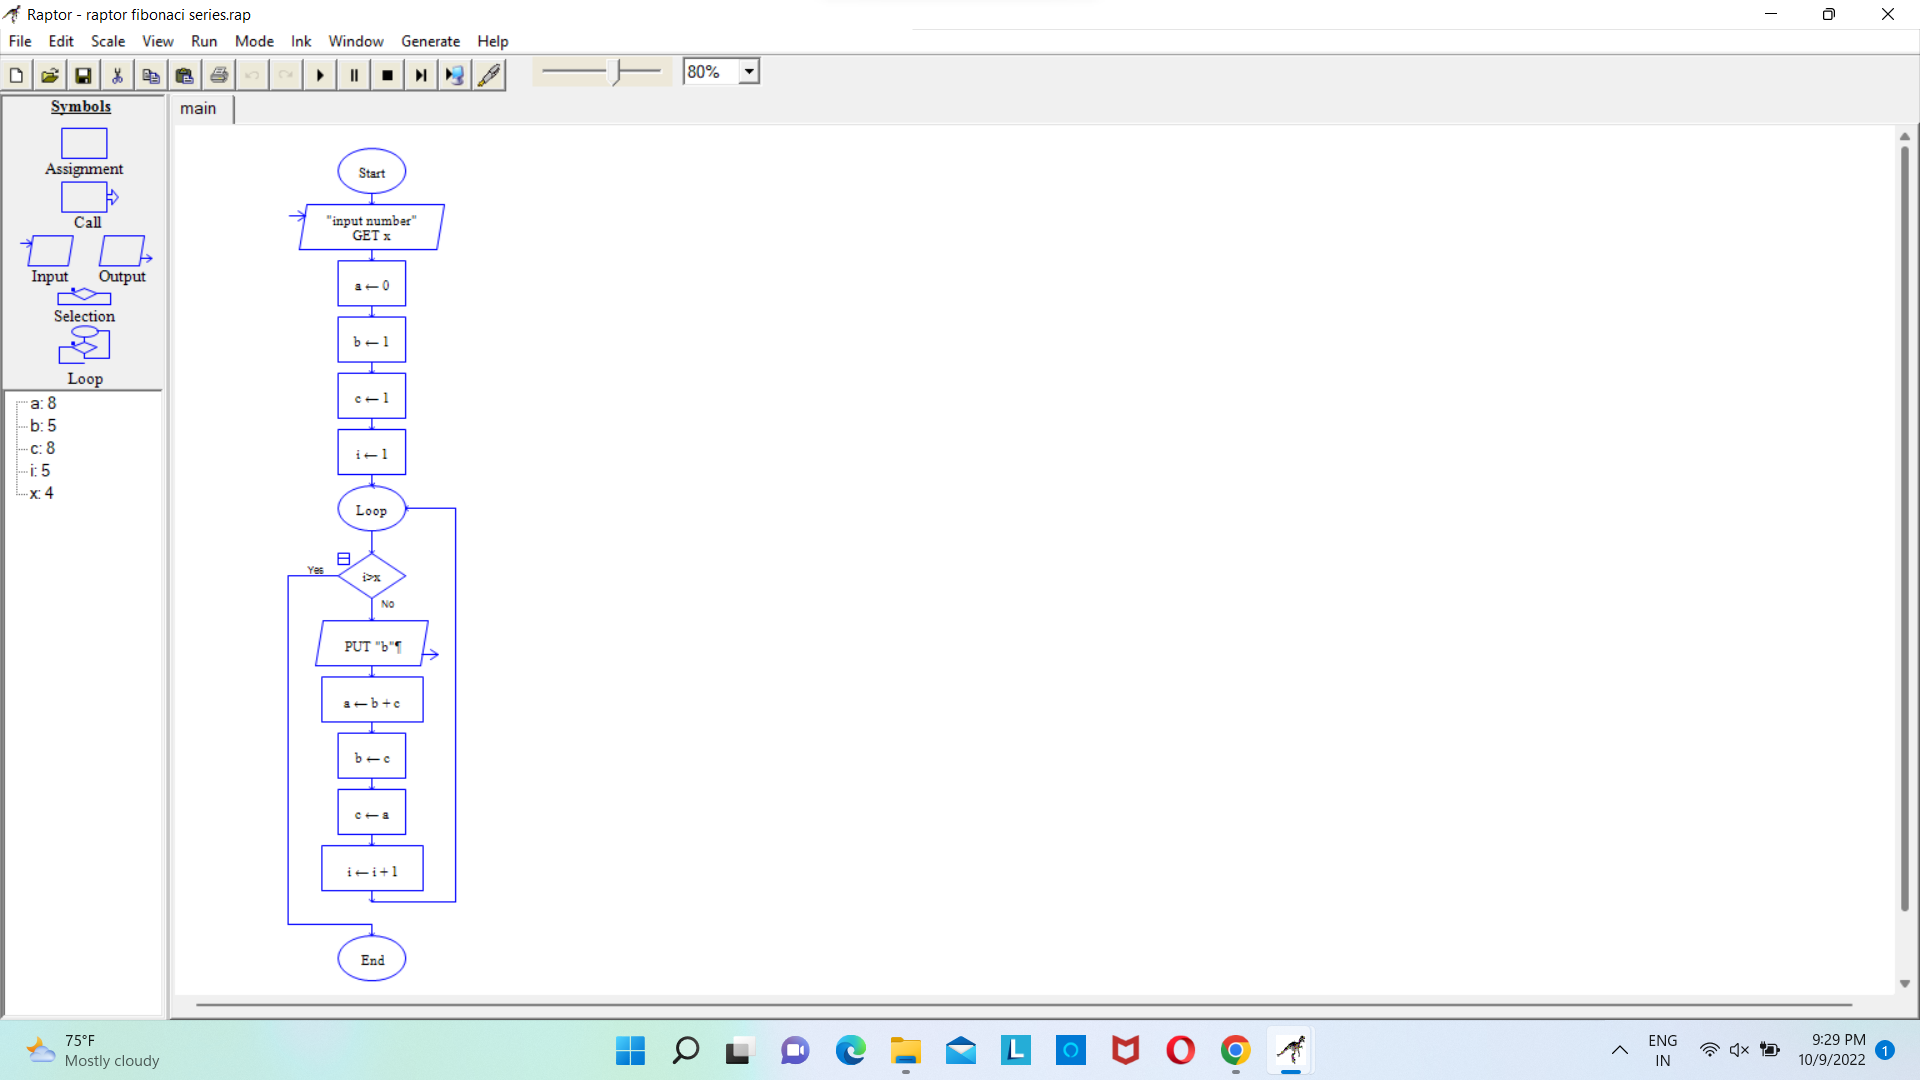 Raptor - raptor fibonaci series.rap
File Edit Scale View Run Mode Ink Window Generate Help
80%
Symbols
Assignment
Call
Input Output
Selection
Loop
a: 8
b: 5
c: 8
i: 5
x: 4
main
Start
"input number"
GET x
a ← 0
b ← 1
c ← 1
i ← 1
Loop
Yes
i>x
No
PUT "b"¶
a ← b + c
b ← c
c ← a
i ← i + 1
End
75°F
Mostly cloudy
L
ENG
IN
9:29 PM
10/9/2022
1